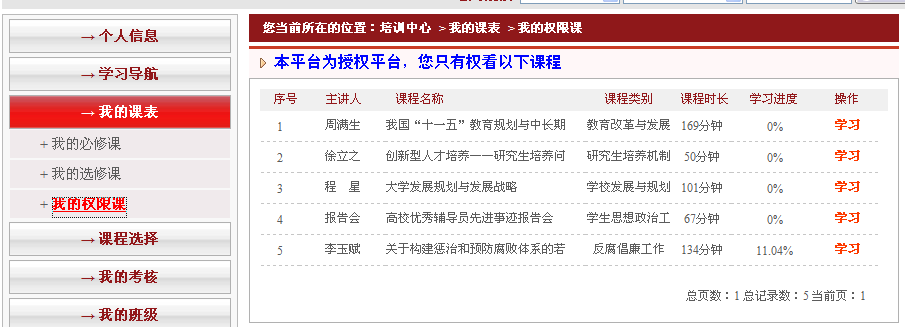 → 个人信息
→ 学习导航
→ 我的课表
+ 我的必修课
+ 我的选修课
+ 我的权限课
→ 课程选择
→ 我的考核
→ 我的班级
您当前所在的位置：培训中心 > 我的课表 > 我的权限课
本平台为授权平台，您只有权看以下课程
序号 主讲人 课程名称 课程类别 课程时长 学习进度 操作
1 周满生 我国“十一五”教育规划与中长期 教育改革与发展 169分钟 0% 学习
2 徐立之 创新型人才培养——研究生培养问 研究生培养机制 50分钟 0% 学习
3 程 星 大学发展规划与发展战略 学校发展与规划 101分钟 0% 学习
4 报告会 高校优秀辅导员先进事迹报告会 学生思想政治工 67分钟 0% 学习
5 李玉赋 关于构建惩治和预防腐败体系的若 反腐倡廉工作 134分钟 11.04% 学习
总页数：1 总记录数：5 当前页：1